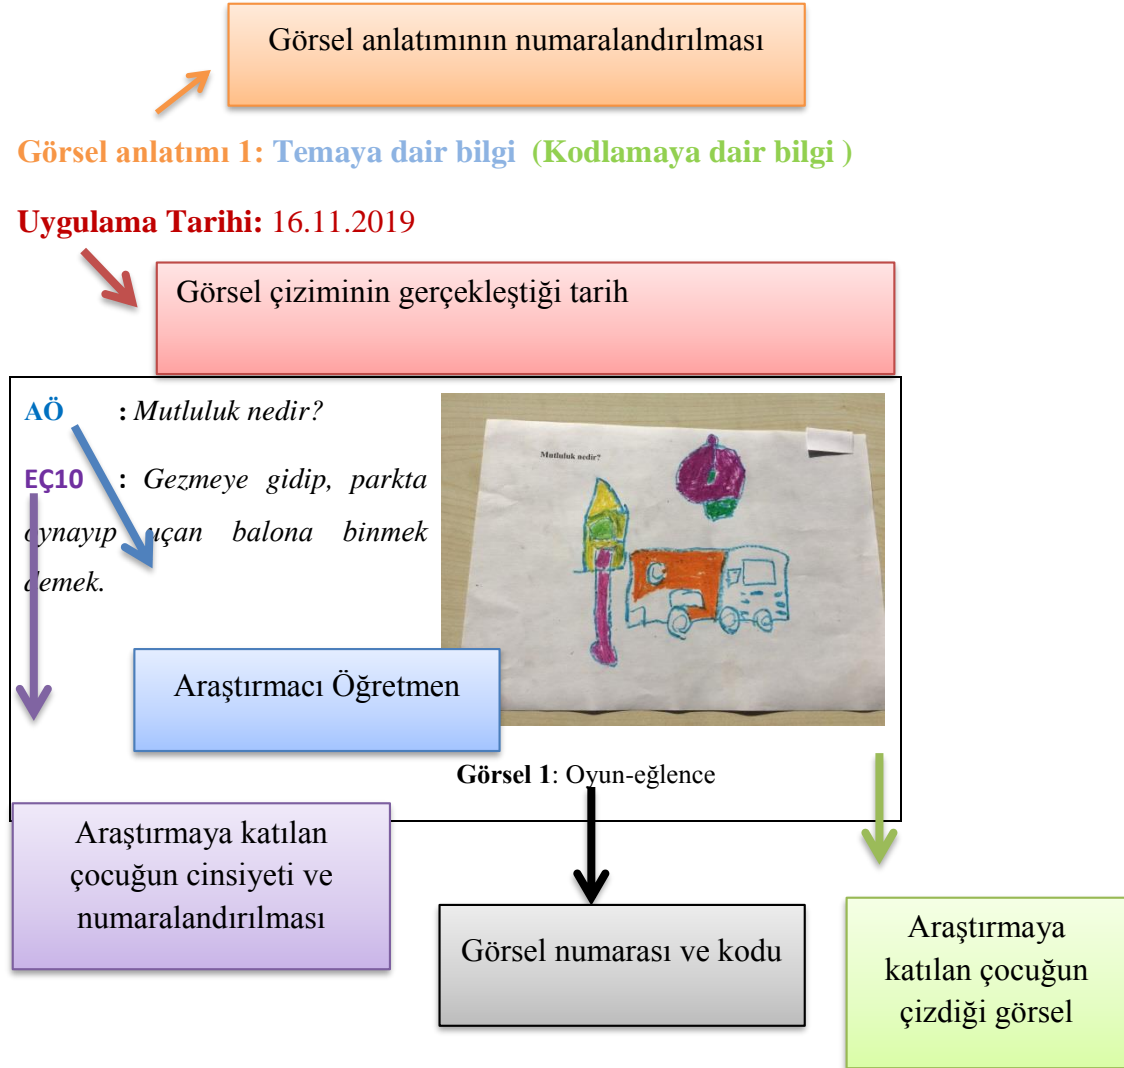 Görsel anlatımının numaralandırılması
Görsel anlatımı 1: Temaya dair bilgi (Kodlamaya dair bilgi )
Uygulama Tarihi: 16.11.2019
Görsel çiziminin gerçekleştiği tarih
AÖ : Mutluluk nedir?
EÇ10 : Gezmeye gidip, parkta
oynayıp uçan balona binmek
demek.
Mutluluk nedir?
Araştırmacı Öğretmen
Görsel 1: Oyun-eğlence
Araştırmaya katılan
çocuğun cinsiyeti ve
numaralandırılması
Görsel numarası ve kodu
Araştırmaya
katılan çocuğun
çizdiği görsel